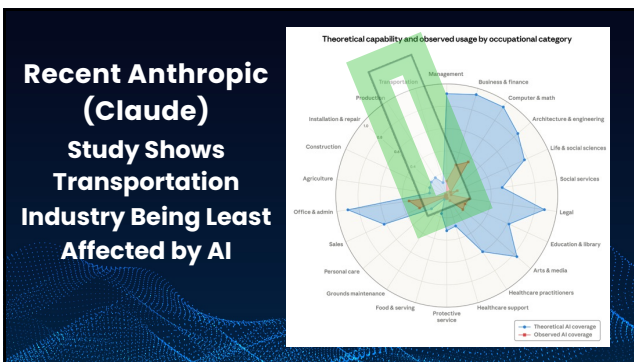 Recent Anthropic
(Claude)
Study Shows
Transportation
Industry Being Least
Affected by AI
Theoretical capability and observed usage by occupational category
Management
Business & finance
Computer & math
Architecture & engineering
Life & social sciences
Social services
Legal
Education & library
Arts & media
Healthcare practitioners
Healthcare support
Protective
service
Food & serving
Grounds maintenance
Personal care
Sales
Office & admin
Agriculture
Construction
Installation & repair
Production
Transportation
1.0
Theoretical AI coverage
Observed AI coverage